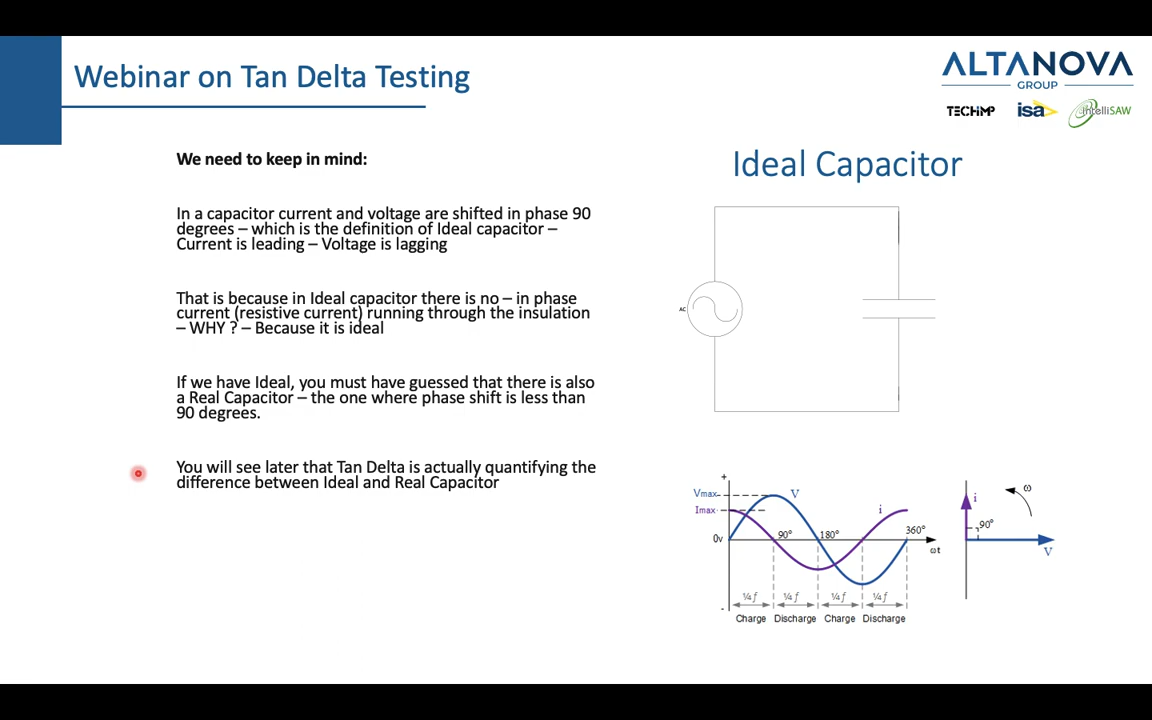 Webinar on Tan Delta Testing
ALTANOVA
GROUP
TECHIMP
isa
intelliSAW
We need to keep in mind:
In a capacitor current and voltage are shifted in phase 90
degrees – which is the definition of Ideal capacitor –
Current is leading – Voltage is lagging
That is because in Ideal capacitor there is no – in phase
current (resistive current) running through the insulation
– WHY ? – Because it is ideal
If we have Ideal, you must have guessed that there is also
a Real Capacitor – the one where phase shift is less than
90 degrees.
You will see later that Tan Delta is actually quantifying the
difference between Ideal and Real Capacitor
Ideal Capacitor
AC
+
Vmax
V
Imax
i
0v
90°
180°
360°
ωt
-
¼f ¼f ¼f ¼f
Charge Discharge Charge Discharge
i
ω
90°
V